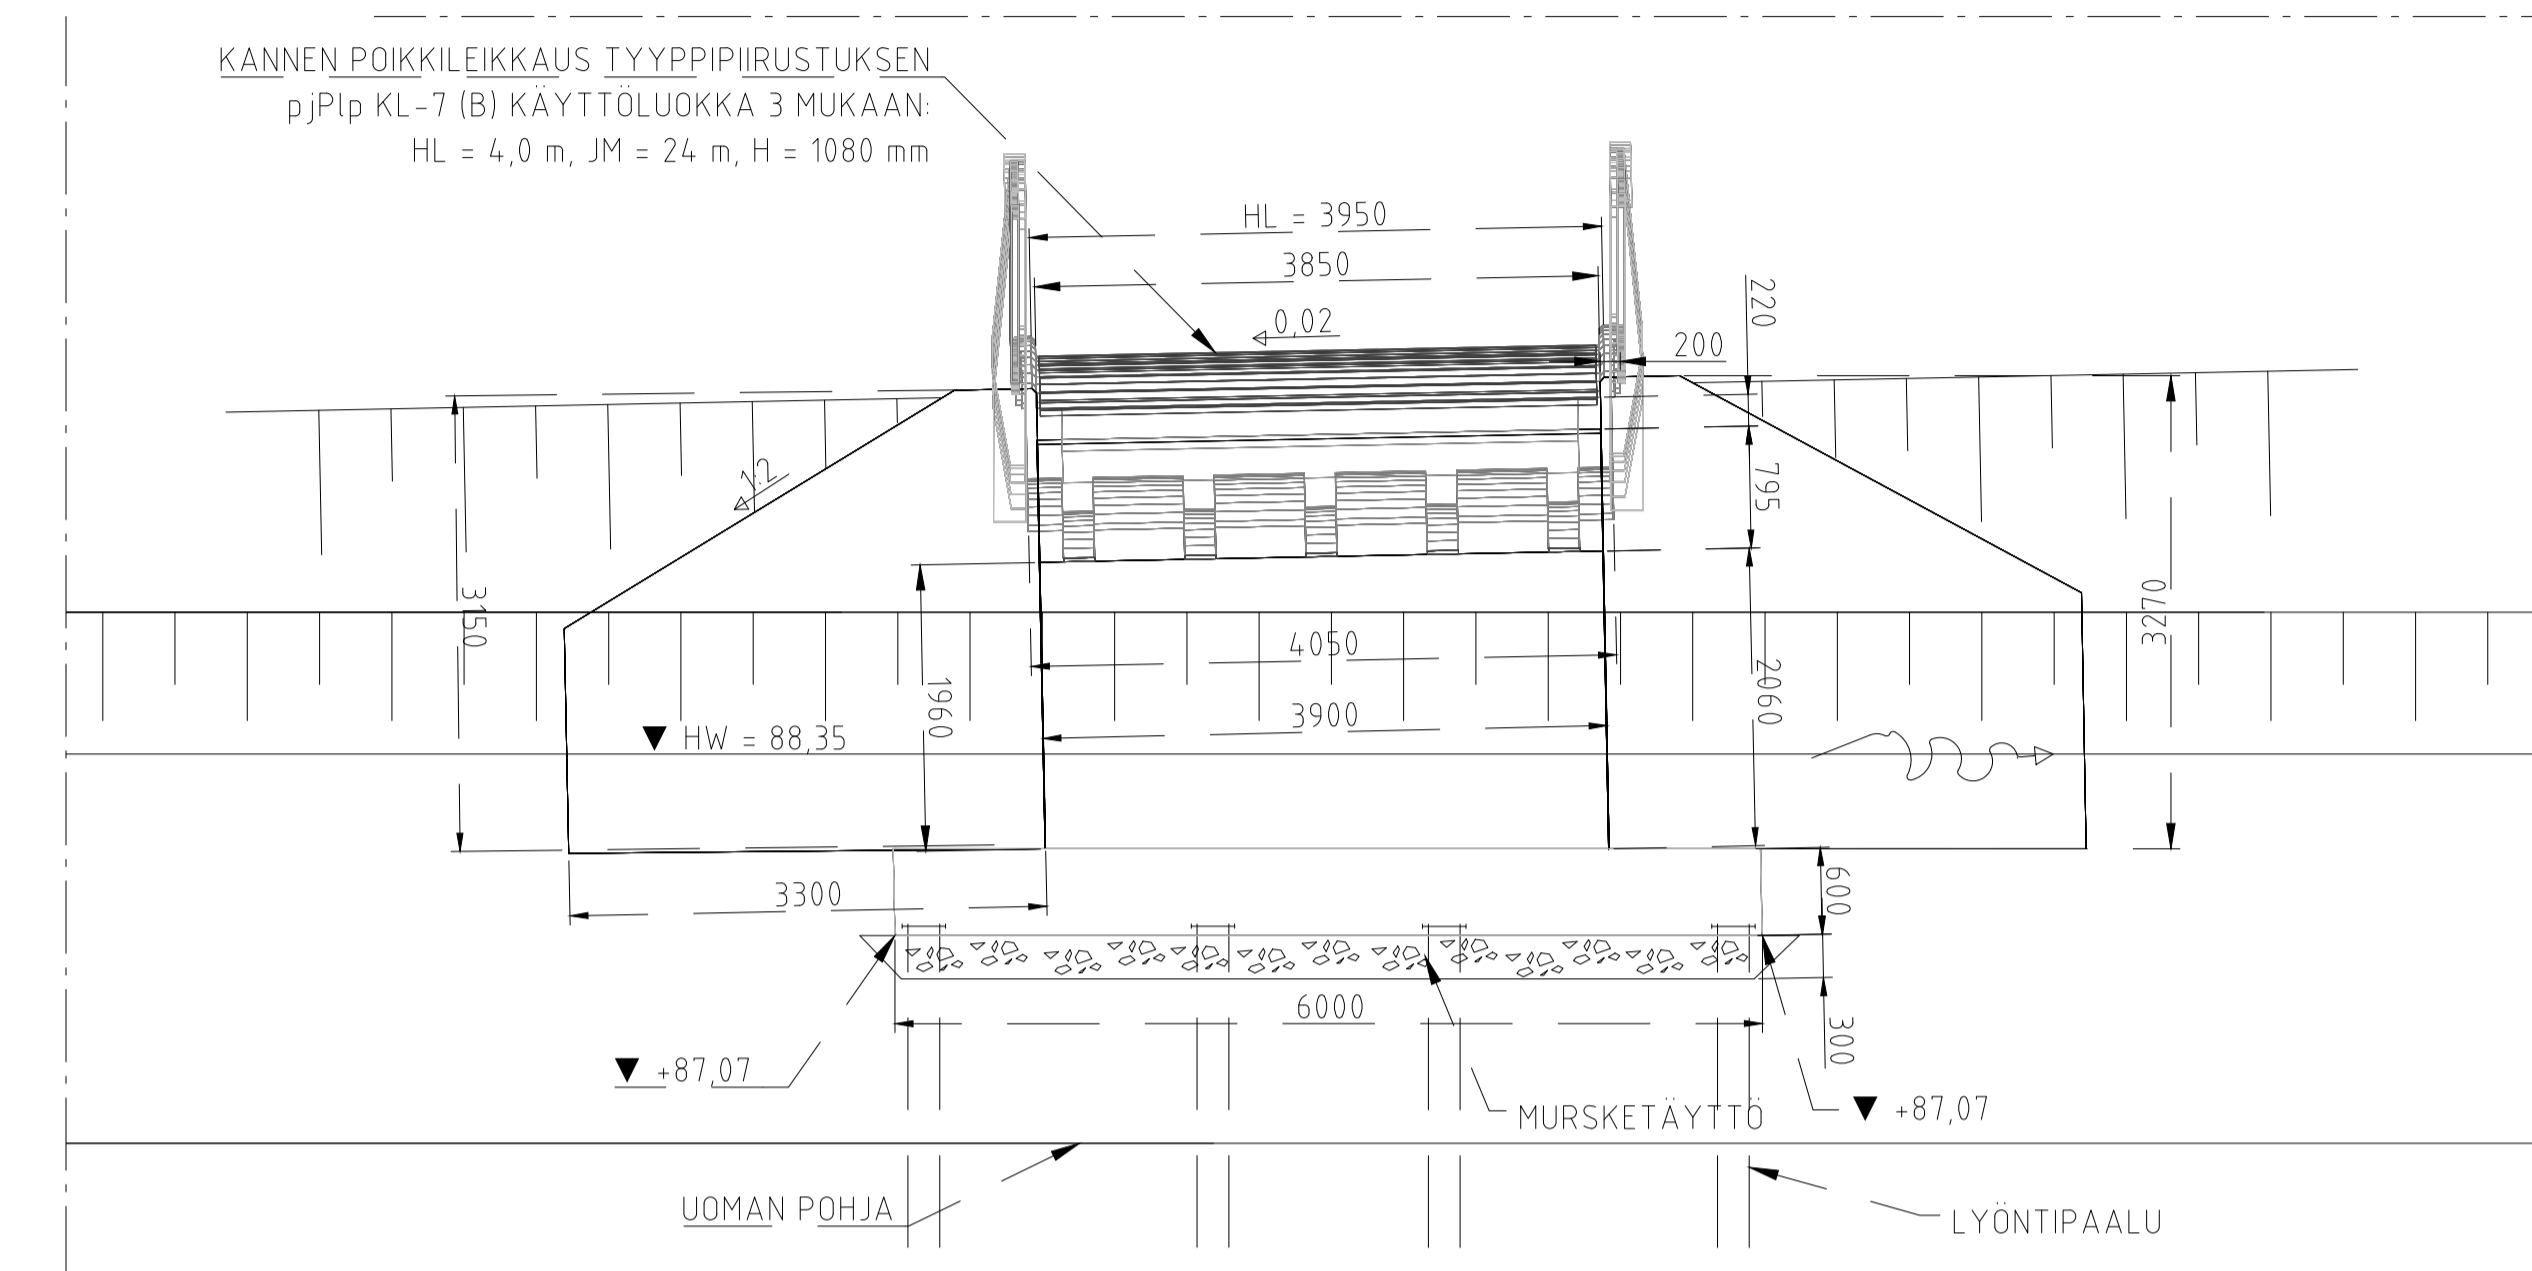 KANNEN POIKKILEIKKAUS TYYPPIPIIRUSTUKSEN
pjPlp KL-7 (B) KÄYTTÖLUOKKA 3 MUKAAN:
HL = 4,0 m, JM = 24 m, H = 1080 mm
HL = 3950
3850
0,02
220
200
1:2
795
3150
3270
4050
2060
1960
3900
HW = 88,35
3300
600
6000
300
+87,07
MURSKETÄYTTÖ
+87,07
UOMAN POHJA
LYÖNTIPAALU